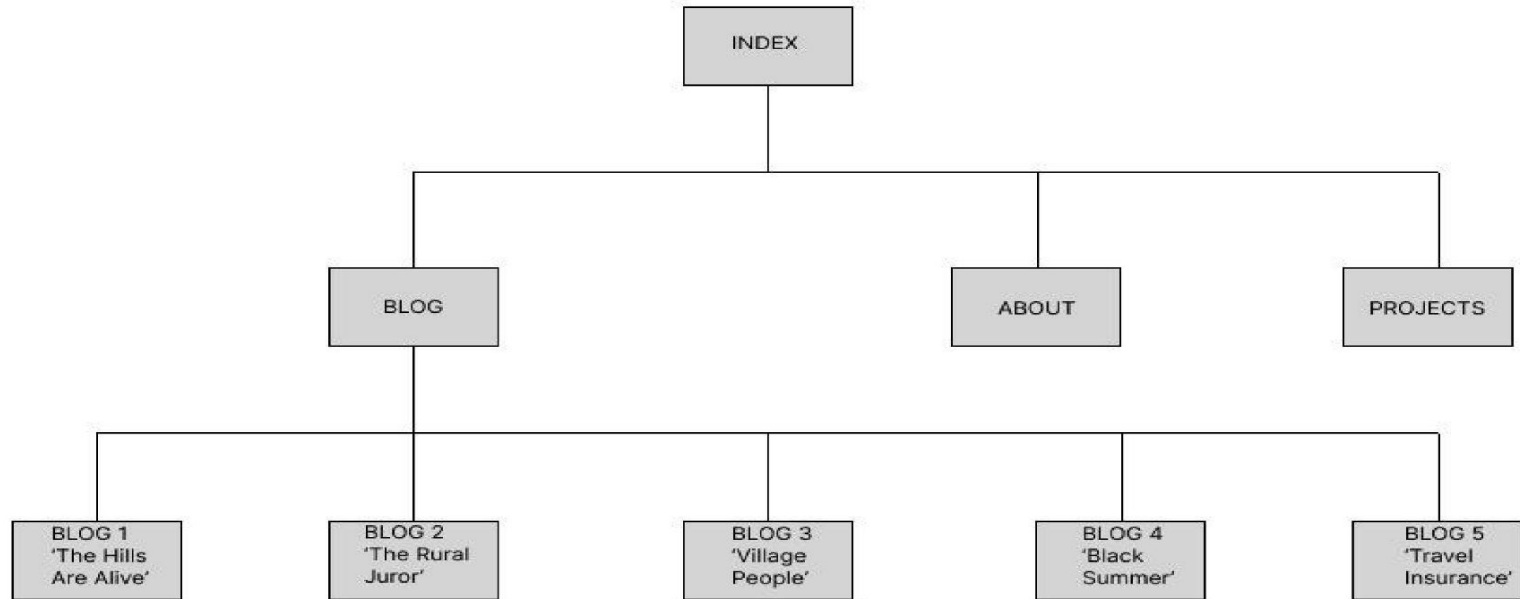 INDEX
BLOG
ABOUT
PROJECTS
BLOG 1
‘The Hills
Are Alive’
BLOG 2
‘The Rural
Juror’
BLOG 3
‘Village
People’
BLOG 4
‘Black
Summer’
BLOG 5
‘Travel
Insurance’